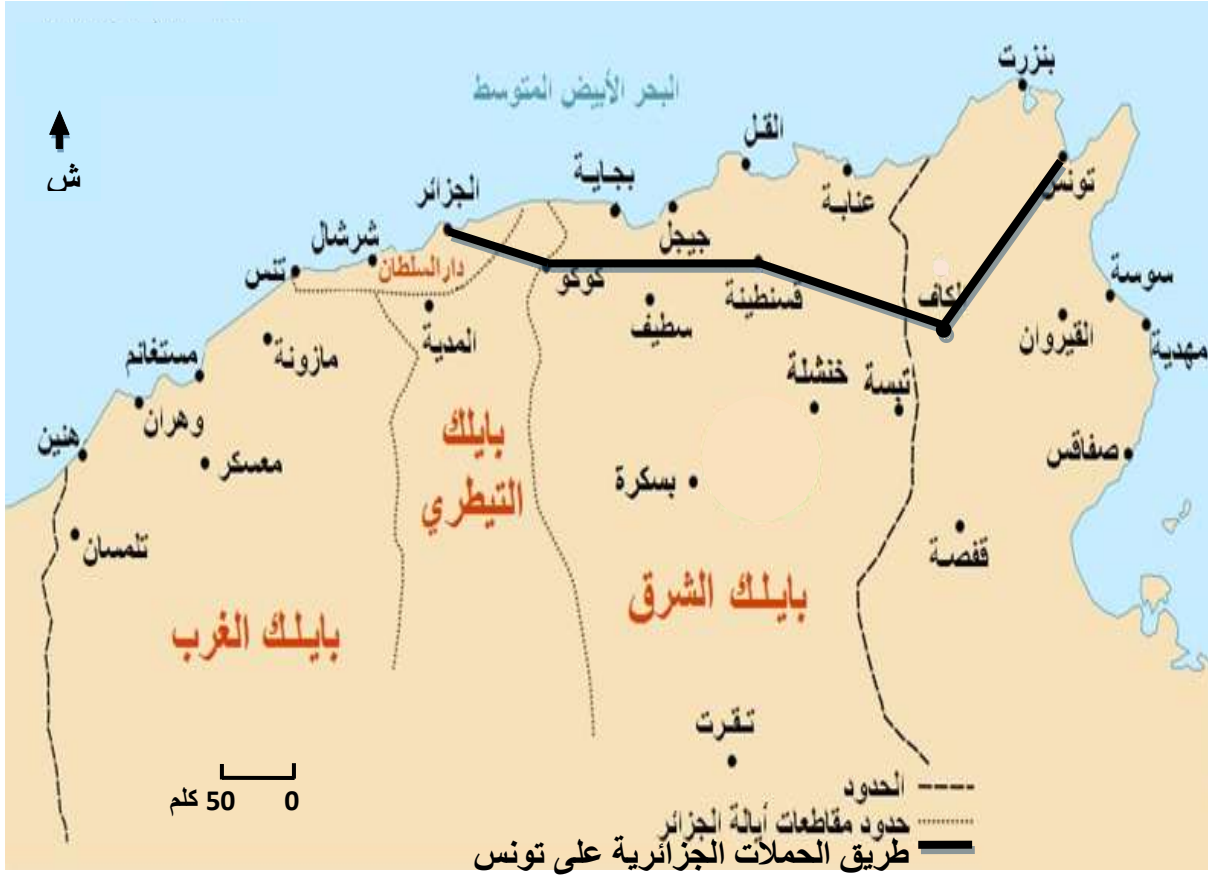 بنزرت
البحر الأبيض المتوسط
القل
تونس
ش
بجاية
عنابة
الجزائر
جيجل
شرشال
تنس
دار السلطان
كوكو
قسنطينة
لكاف
سوسة
سطيف
القيروان
مهدية
المدية
مازونة
مستغانم
خنشلة
تبسة
وهران
هنين
معسكر
بايلك
التيطري
صفاقس
بسكرة
تلمسان
قفصة
بايلك الشرق
بايلك الغرب
تقرت
0
50 كلم
الحدود
حدود مقاطعات أيالة الجزائر
طريق الحملات الجزائرية على تونس